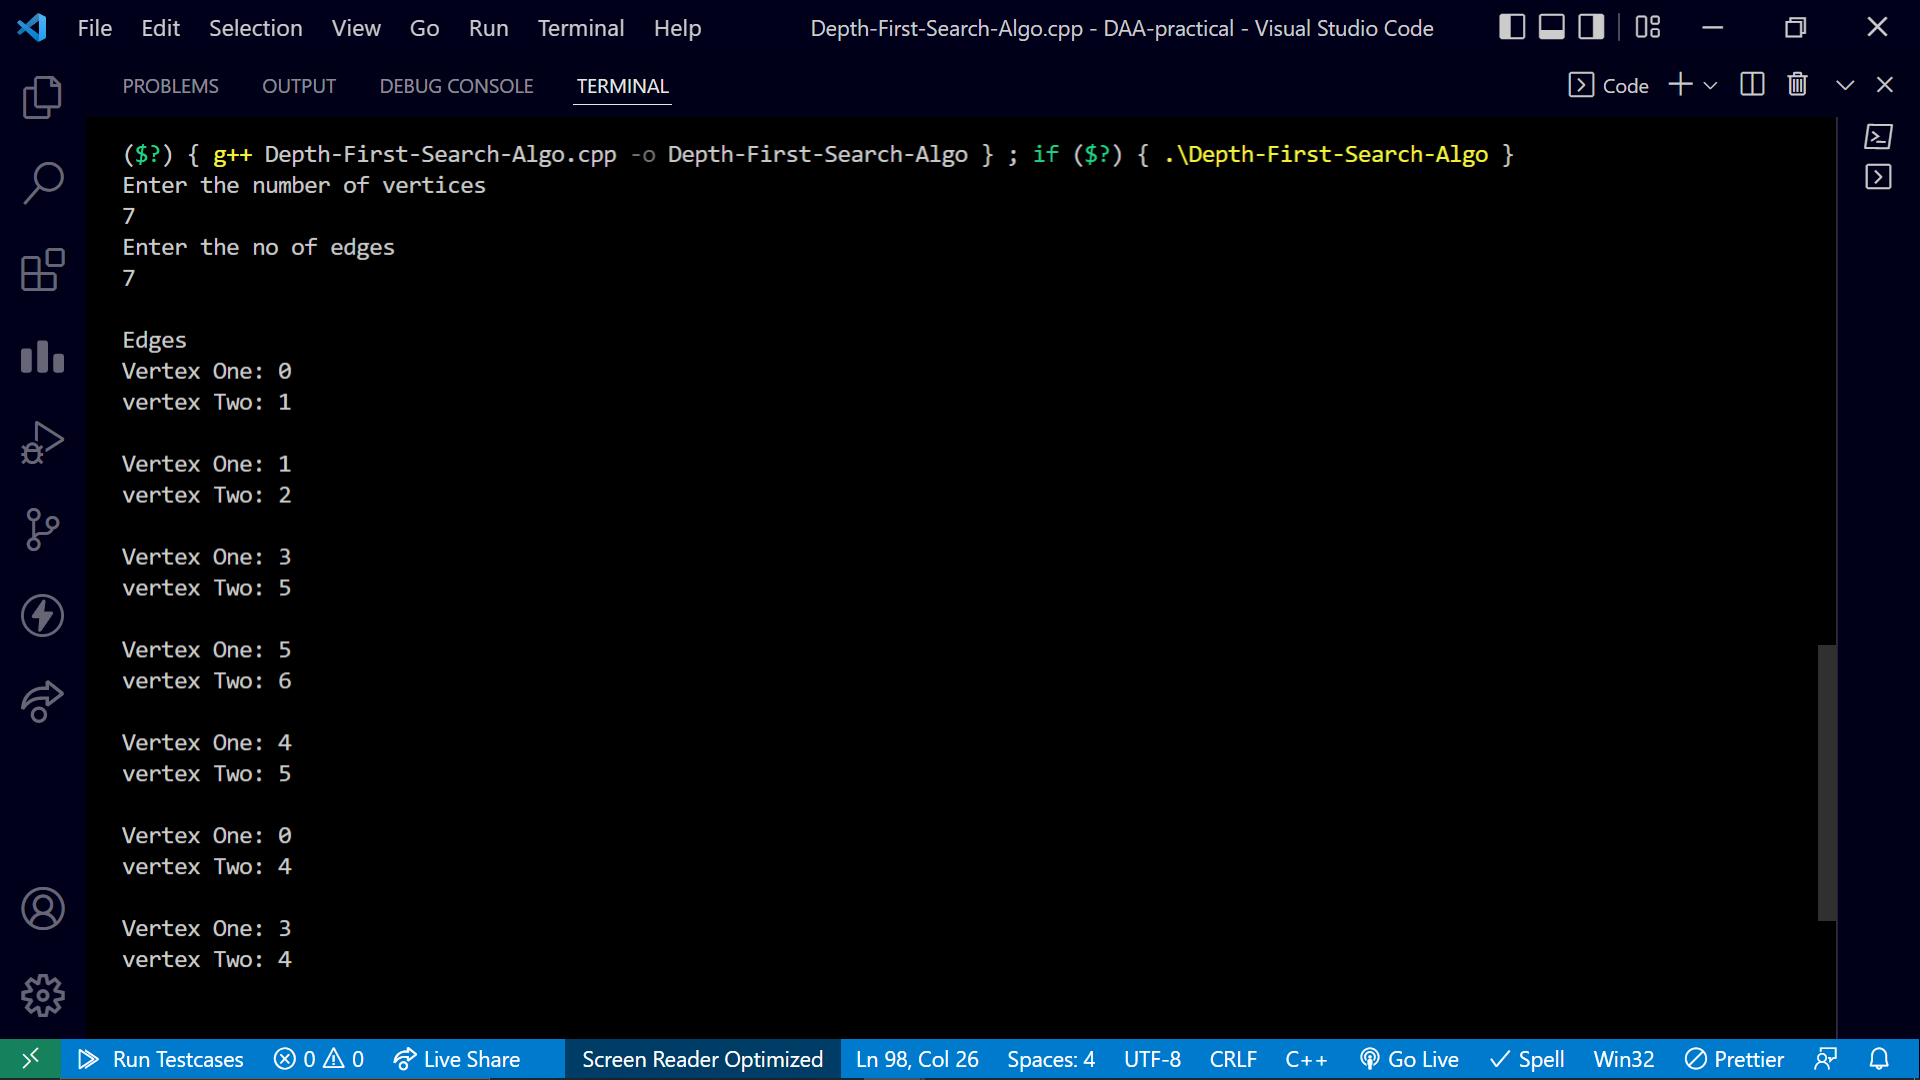 File Edit Selection View Go Run Terminal Help Depth-First-Search-Algo.cpp - DAA-practical - Visual Studio Code
PROBLEMS OUTPUT DEBUG CONSOLE TERMINAL Code
($?) { g++ Depth-First-Search-Algo.cpp -o Depth-First-Search-Algo } ; if ($?) { .\Depth-First-Search-Algo }
Enter the number of vertices
7
Enter the no of edges
7
Edges
Vertex One: 0
vertex Two: 1
Vertex One: 1
vertex Two: 2
Vertex One: 3
vertex Two: 5
Vertex One: 5
vertex Two: 6
Vertex One: 4
vertex Two: 5
Vertex One: 0
vertex Two: 4
Vertex One: 3
vertex Two: 4
Run Testcases 0 0 Live Share Screen Reader Optimized Ln 98, Col 26 Spaces: 4 UTF-8 CRLF C++ Go Live Spell Win32 Prettier